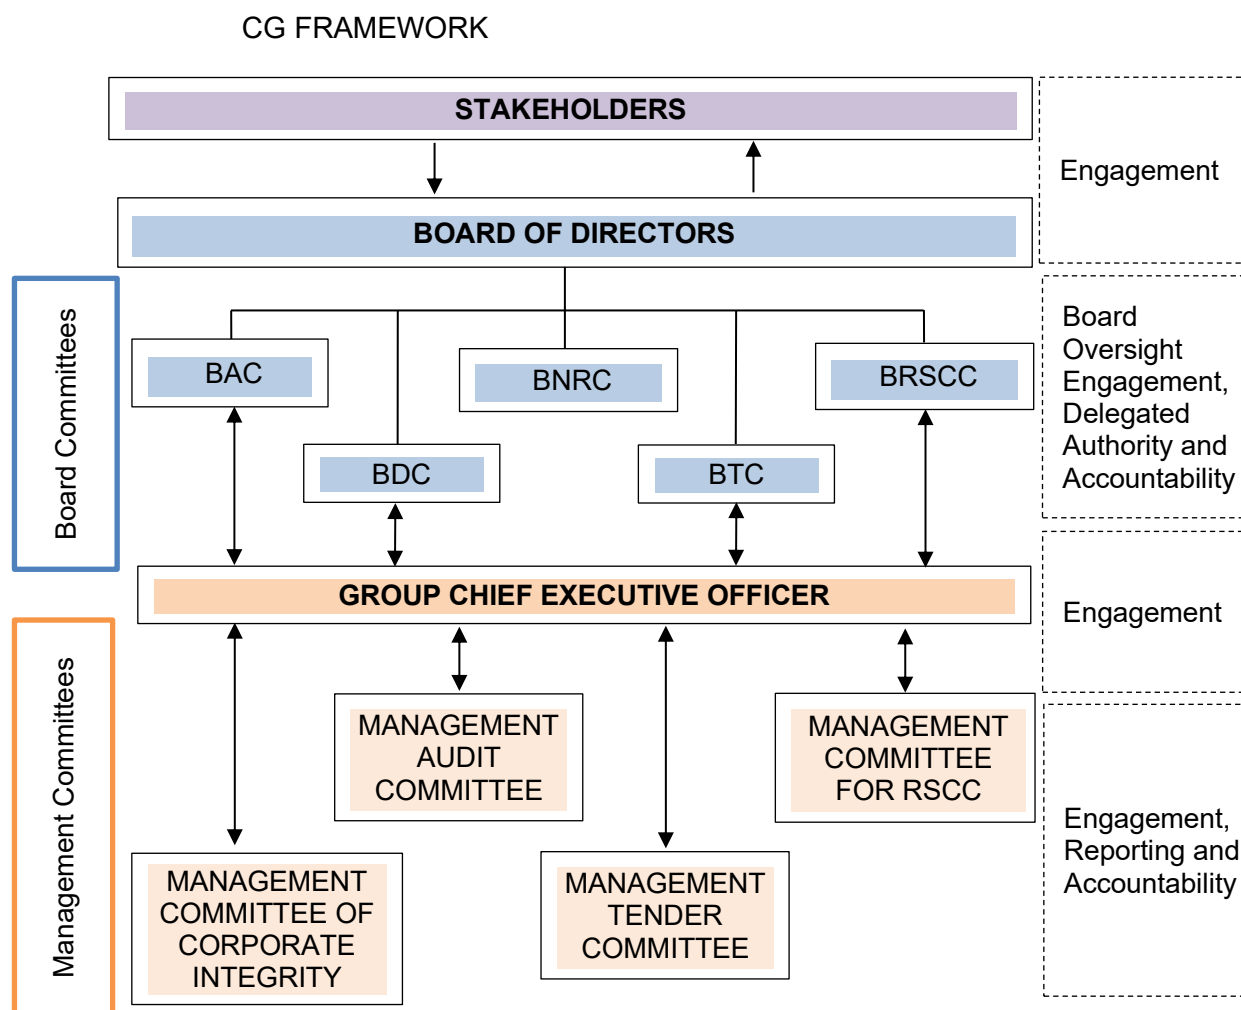 CG FRAMEWORK
STAKEHOLDERS
Engagement
BOARD OF DIRECTORS
Board Committees
BAC
BNRC
BRSCC
BDC
BTC
Board
Oversight
Engagement,
Delegated
Authority and
Accountability
GROUP CHIEF EXECUTIVE OFFICER
Engagement
Management Committees
MANAGEMENT
AUDIT
COMMITTEE
MANAGEMENT
COMMITTEE
FOR RSCC
MANAGEMENT
COMMITTEE OF
CORPORATE
INTEGRITY
MANAGEMENT
TENDER
COMMITTEE
Engagement,
Reporting and
Accountability